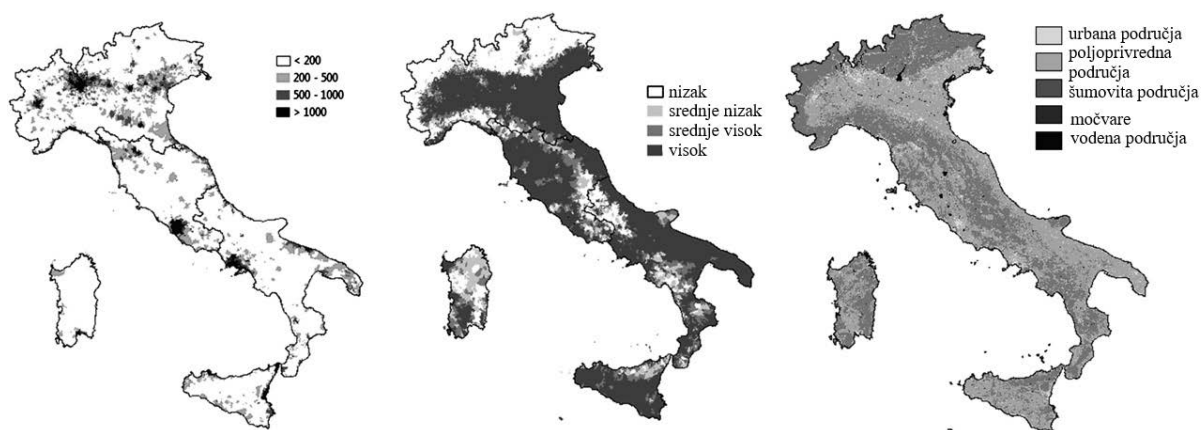 < 200
200 - 500
500 - 1000
> 1000
nizak
srednje nizak
srednje visok
visok
urbana područja
poljoprivredna
područja
šumovita područja
močvare
vodena područja